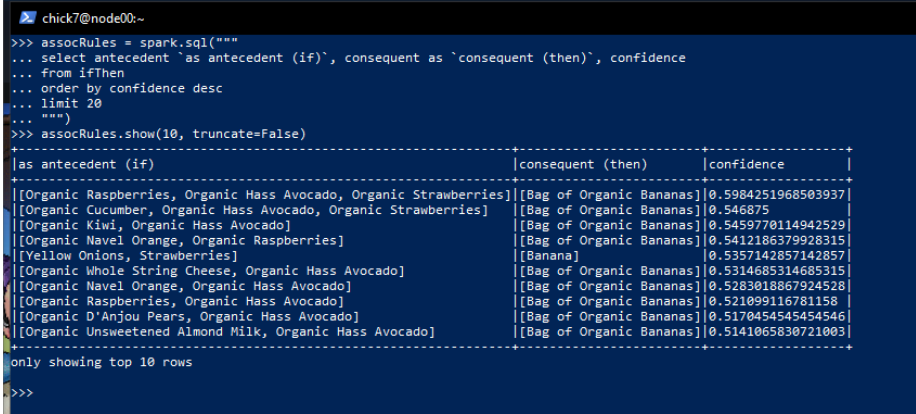 chick7@node00:~
>>> assocRules = spark.sql("""
... select antecedent `as antecedent (if)`, consequent as `consequent (then)`, confidence
... from ifThen
... order by confidence desc
... limit 20
... """)
>>> assocRules.show(10, truncate=False)
+----------------------------------------------------------------+-------------------------+------------------+
|as antecedent (if)                                              |consequent (then)        |confidence        |
+----------------------------------------------------------------+-------------------------+------------------+
|[Organic Raspberries, Organic Hass Avocado, Organic Strawberries]|[Bag of Organic Bananas]|0.5984251968503937|
|[Organic Cucumber, Organic Hass Avocado, Organic Strawberries]  |[Bag of Organic Bananas]|0.546875          |
|[Organic Kiwi, Organic Hass Avocado]                            |[Bag of Organic Bananas]|0.5459770114942529|
|[Organic Navel Orange, Organic Raspberries]                     |[Bag of Organic Bananas]|0.5412186379928315|
|[Yellow Onions, Strawberries]                                   |[Banana]                |0.5357142857142857|
|[Organic Whole String Cheese, Organic Hass Avocado]             |[Bag of Organic Bananas]|0.5314685314685315|
|[Organic Navel Orange, Organic Hass Avocado]                    |[Bag of Organic Bananas]|0.5283018867924528|
|[Organic Raspberries, Organic Hass Avocado]                     |[Bag of Organic Bananas]|0.521099116781158 |
|[Organic D'Anjou Pears, Organic Hass Avocado]                   |[Bag of Organic Bananas]|0.5170454545454546|
|[Organic Unsweetened Almond Milk, Organic Hass Avocado]         |[Bag of Organic Bananas]|0.5141065830721003|
+----------------------------------------------------------------+-------------------------+------------------+
only showing top 10 rows
>>>